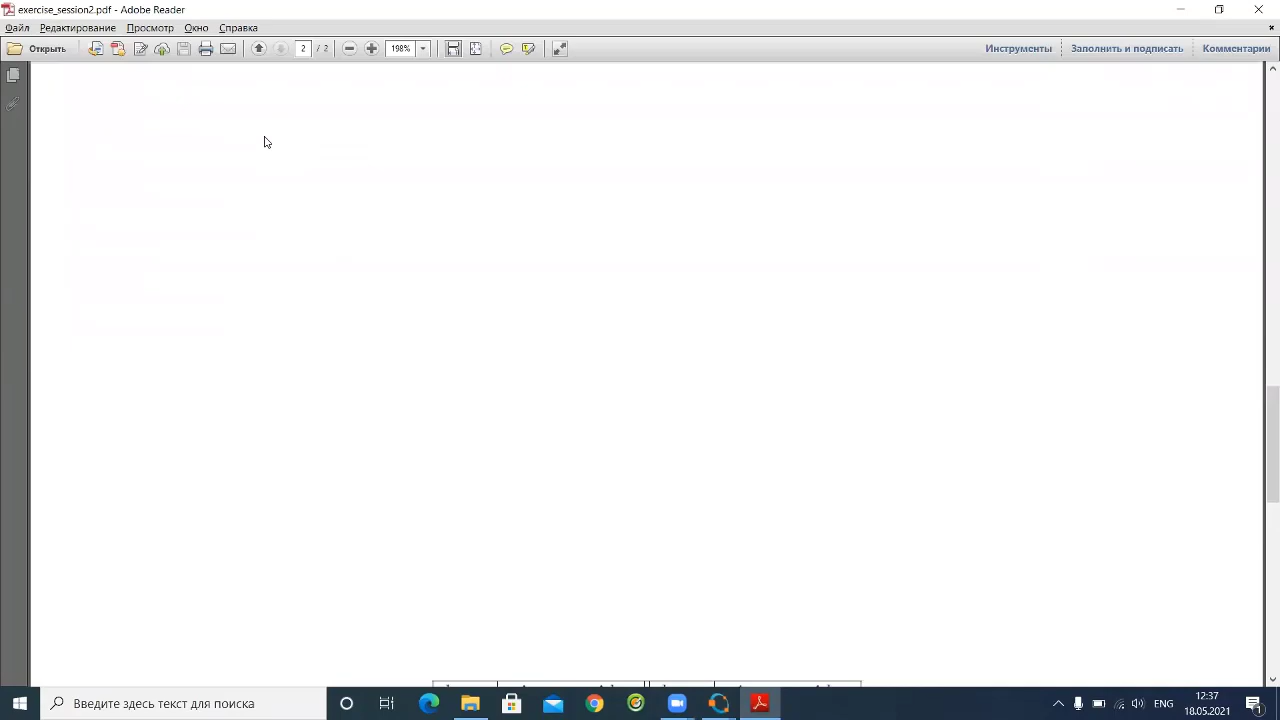 exercise_session2.pdf - Adobe Reader
Файл Редактирование Просмотр Окно Справка
Открыть 2 / 2 198% Инструменты Заполнить и подписать Комментарии
Введите здесь текст для поиска
ENG
12:37
18.05.2021
1